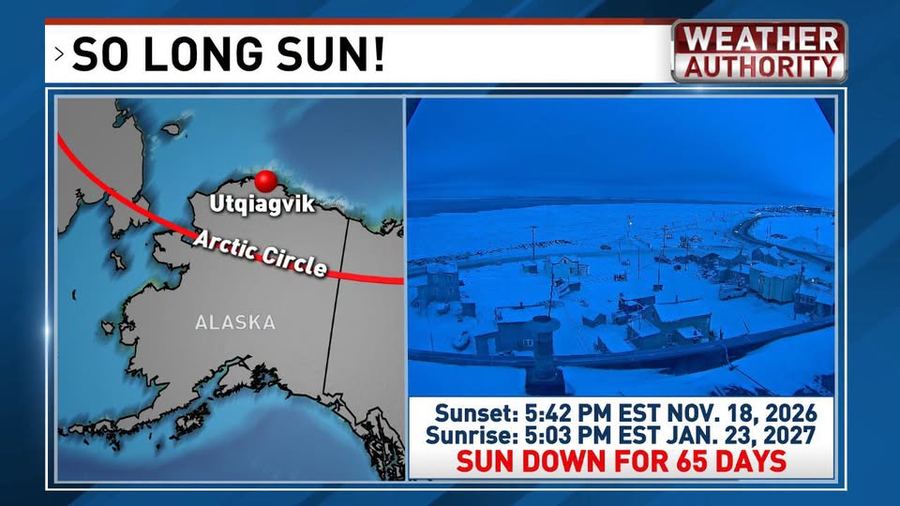 SO LONG SUN!
WEATHER
AUTHORITY
Utqiagvik
Arctic Circle
ALASKA
Sunset: 5:42 PM EST NOV. 18, 2026
Sunrise: 5:03 PM EST JAN. 23, 2027
SUN DOWN FOR 65 DAYS